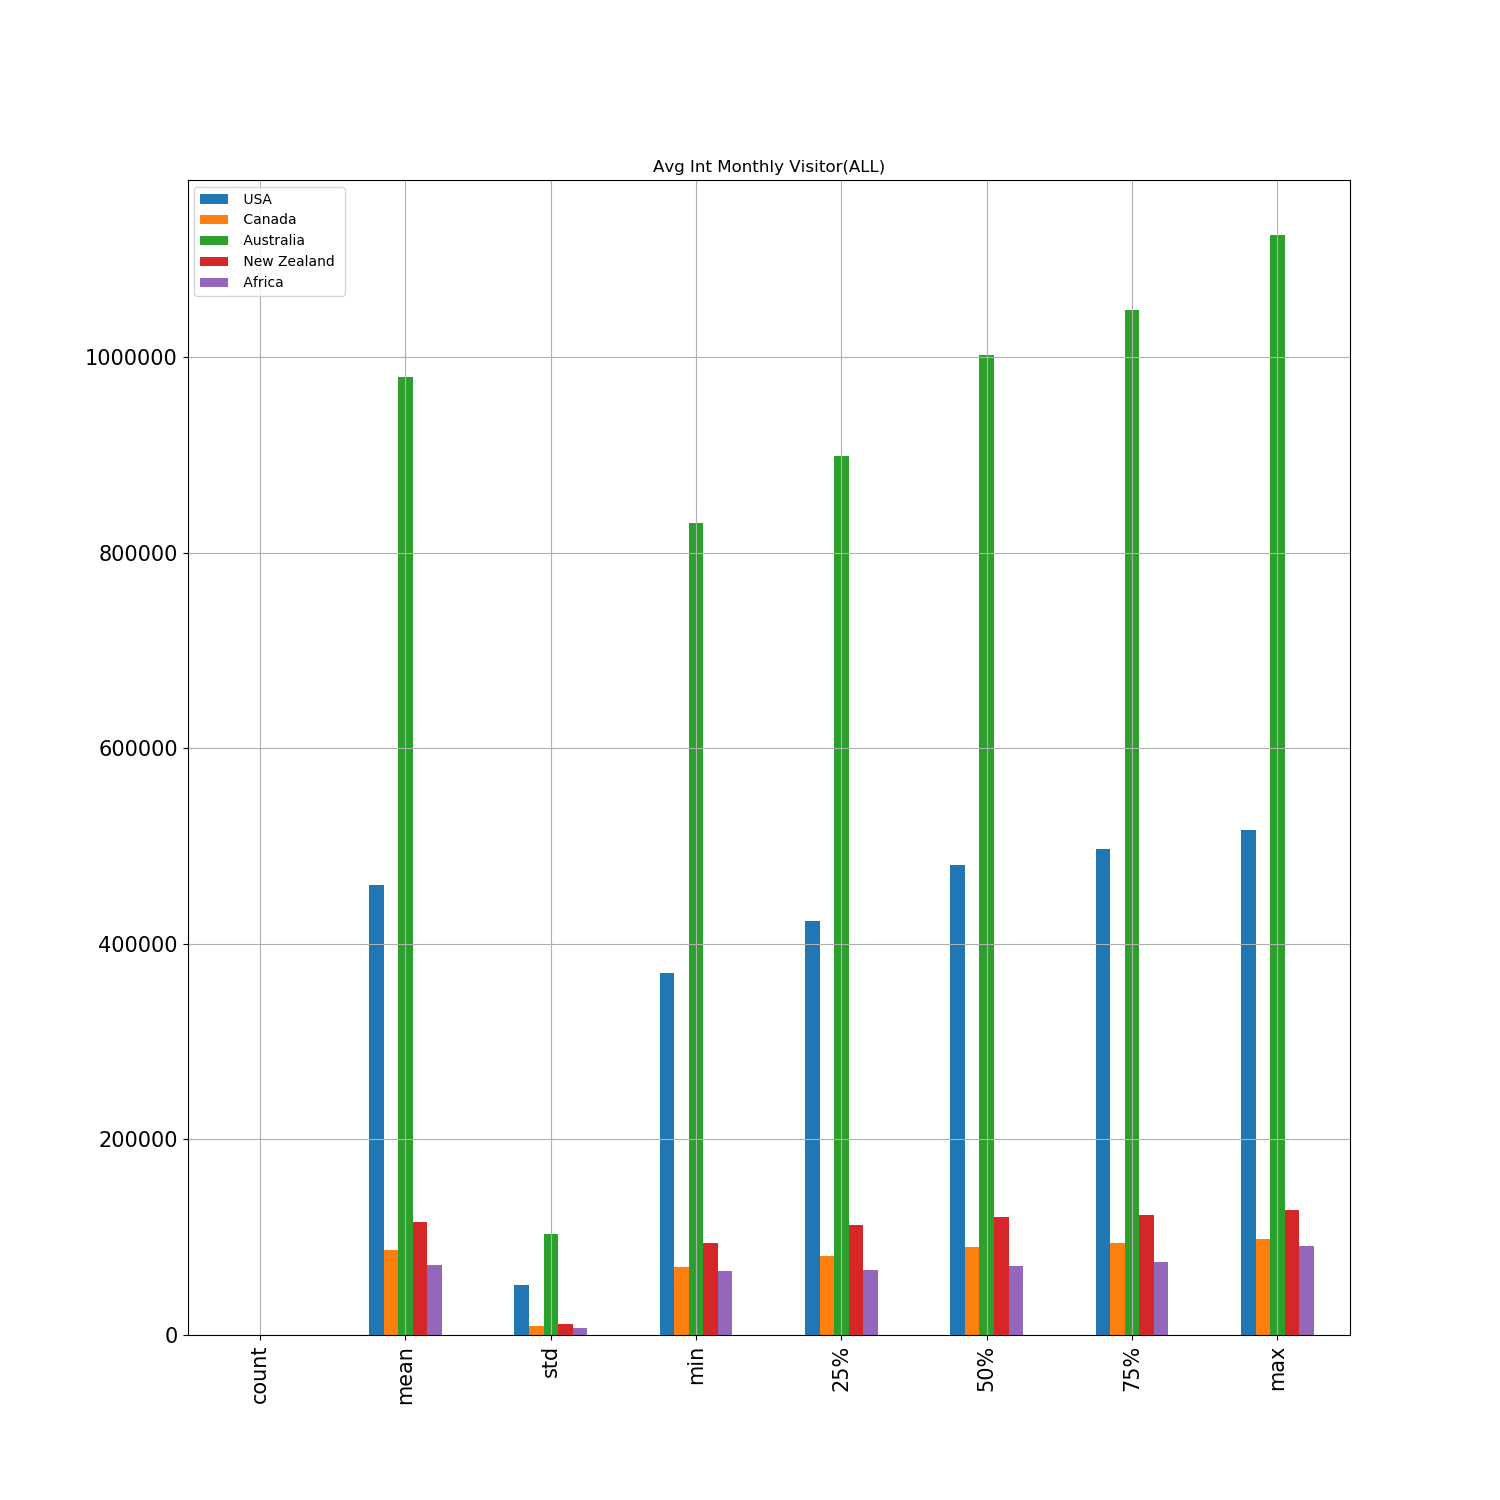 Avg Int Monthly Visitor(ALL)
USA
Canada
Australia
New Zealand
Africa
1000000
800000
600000
400000
200000
0
count
mean
std
min
25%
50%
75%
max